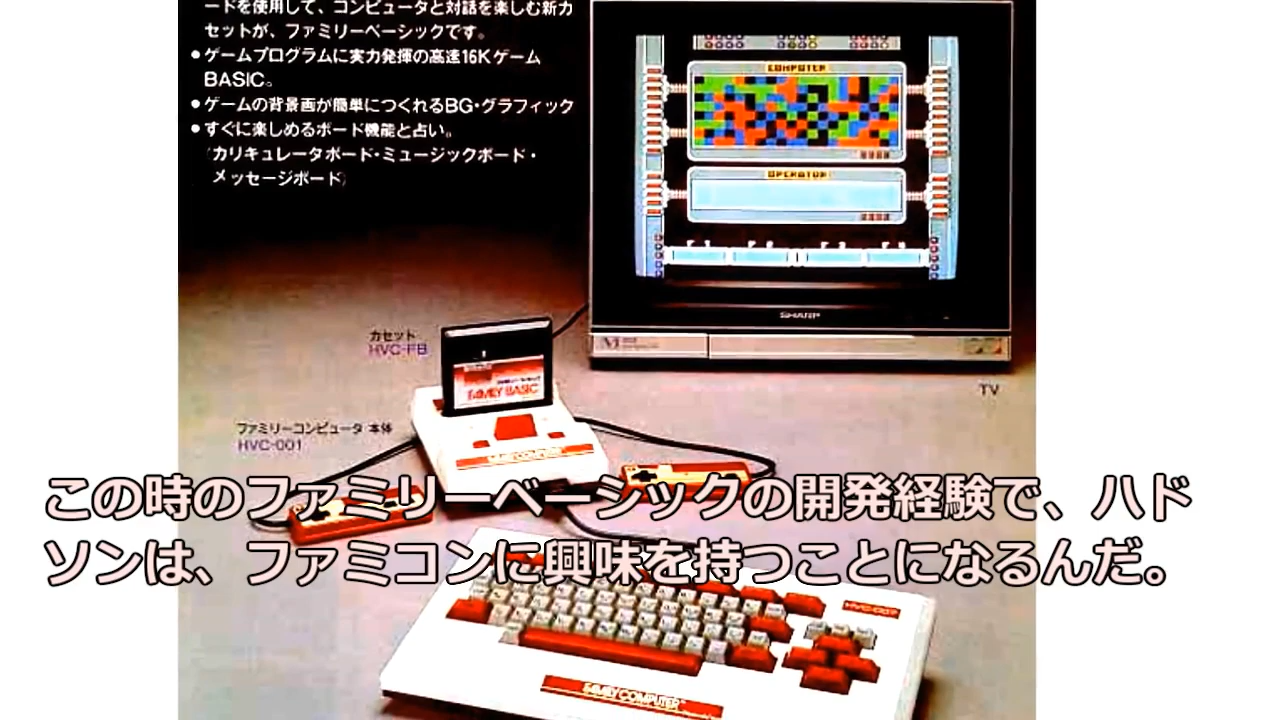 ードを使用して、コンピュータと対話を楽しむ新カ
セットが、ファミリーベーシックです。
●ゲームプログラムに実力発揮の高速16Kゲーム
BASIC。
●ゲームの背景画が簡単につくれるBG・グラフィック
●すぐに楽しめるボード機能と占い。
(カリキュレータボード・ミュージックボード・
メッセージボード)
COMPUTER
OPERATOR
F1 F2 F3 F4
SHARP
TV
カセット
HVC-FB
FAMILY BASIC
ファミリーコンピュータ 本体
HVC-001
FAMILY COMPUTER
この時のファミリーベーシックの開発経験で、ハド
ソンは、ファミコンに興味を持つことになるんだ。
HVC-007
FAMILY COMPUTER